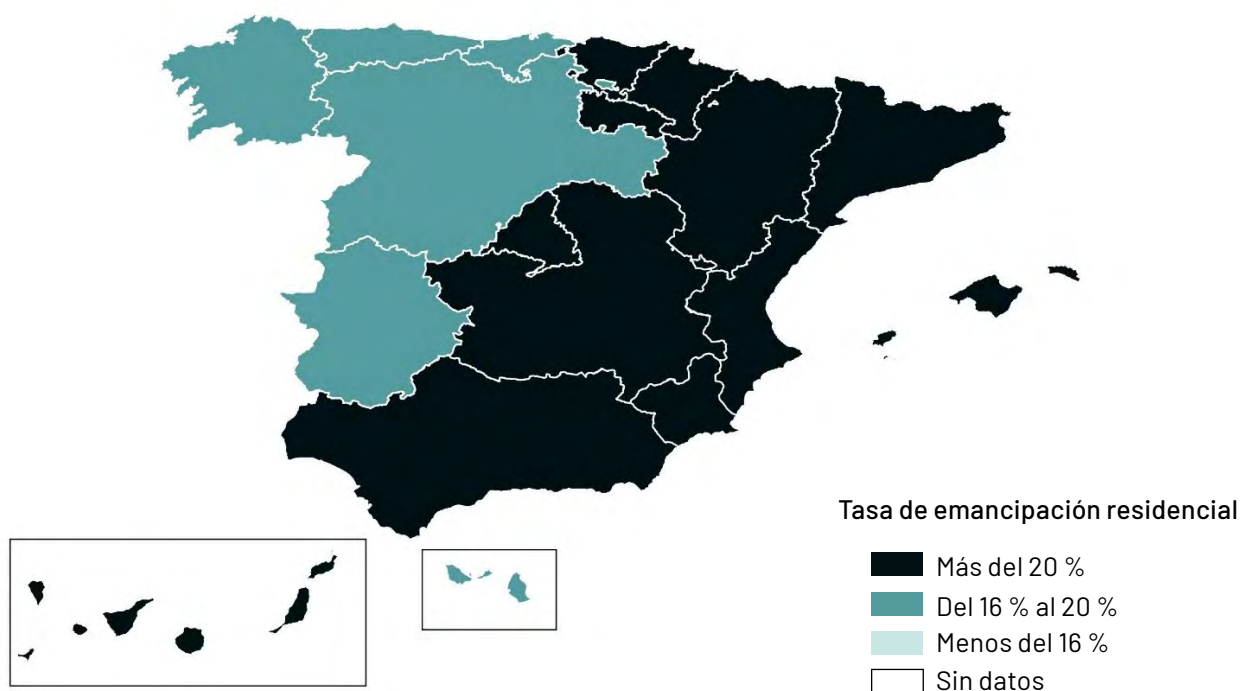 Tasa de emancipación residencial
Más del 20 %
Del 16 % al 20 %
Menos del 16 %
Sin datos